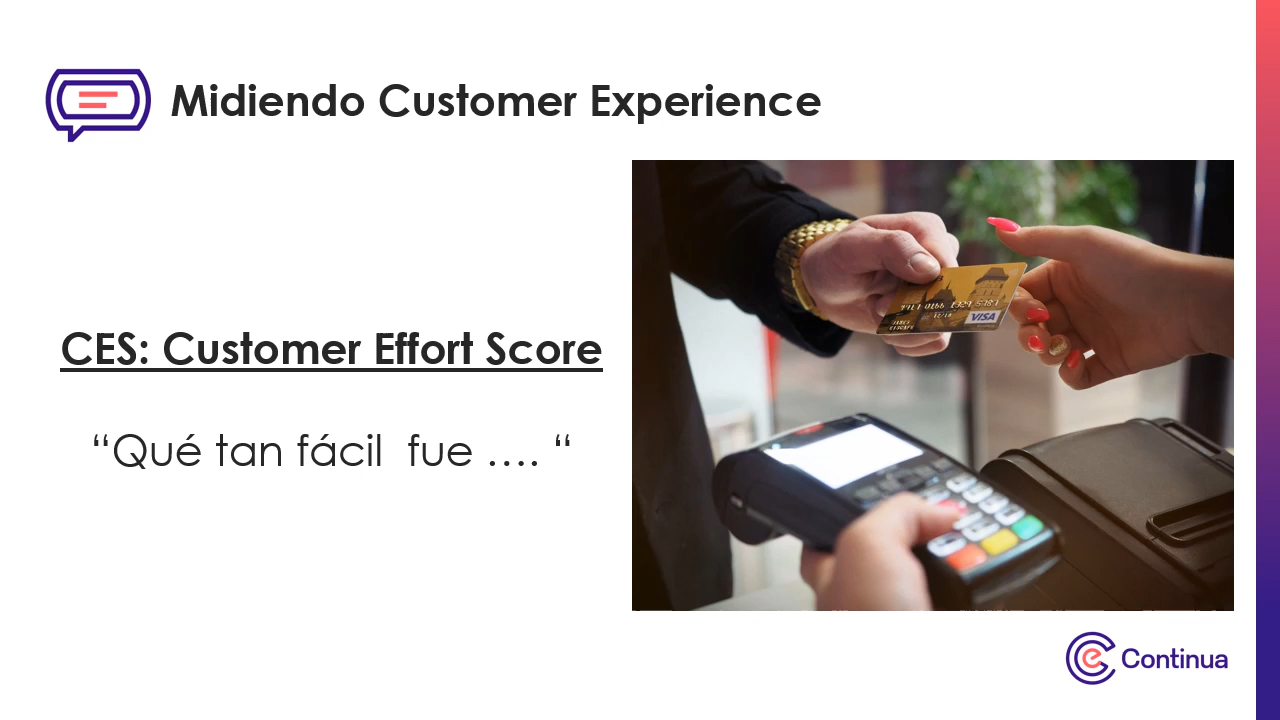 Midiendo Customer Experience
CES: Customer Effort Score
“Qué tan fácil  fue …. “
VISA
Continua